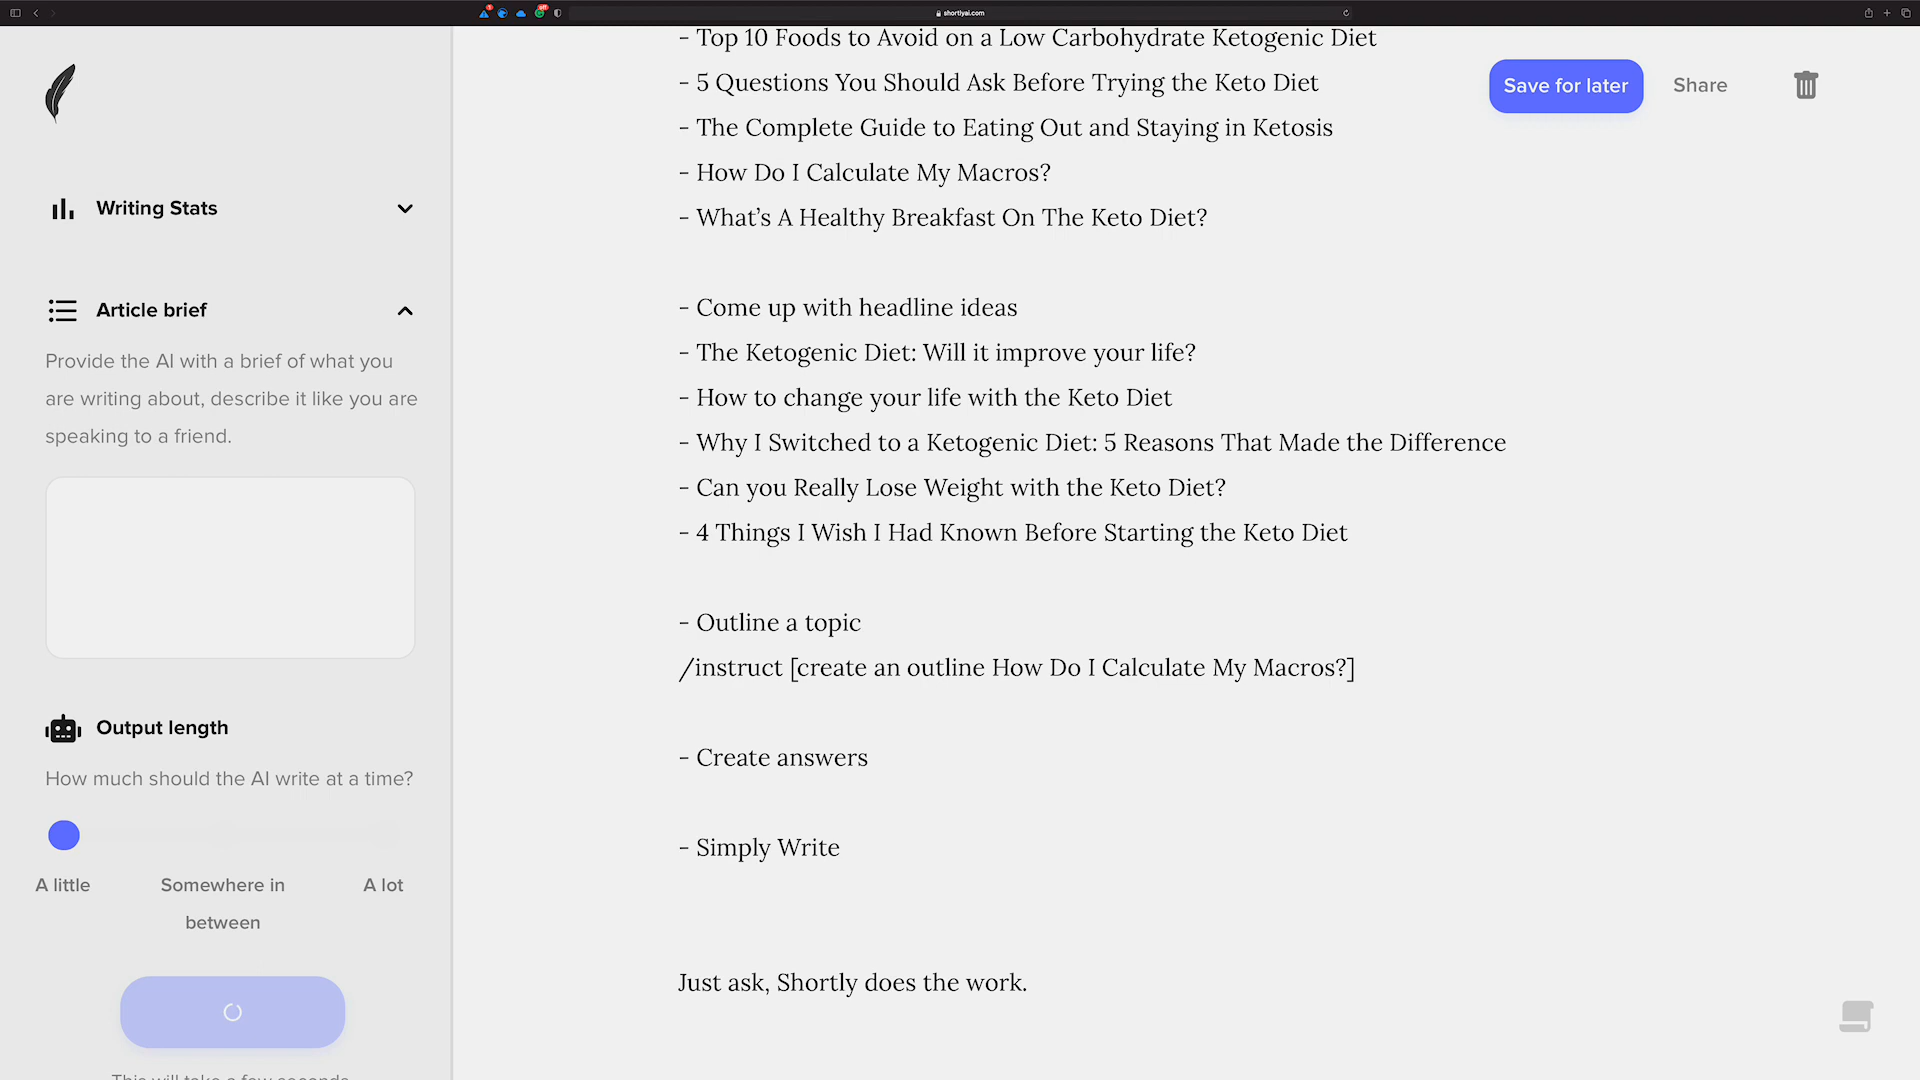 shortlyai.com
- Top 10 Foods to Avoid on a Low Carbohydrate Ketogenic Diet
- 5 Questions You Should Ask Before Trying the Keto Diet
- The Complete Guide to Eating Out and Staying in Ketosis
- How Do I Calculate My Macros?
- What’s A Healthy Breakfast On The Keto Diet?
- Come up with headline ideas
- The Ketogenic Diet: Will it improve your life?
- How to change your life with the Keto Diet
- Why I Switched to a Ketogenic Diet: 5 Reasons That Made the Difference
- Can you Really Lose Weight with the Keto Diet?
- 4 Things I Wish I Had Known Before Starting the Keto Diet
- Outline a topic
/instruct [create an outline How Do I Calculate My Macros?]
- Create answers
- Simply Write
Just ask, Shortly does the work.
Save for later
Share
Writing Stats
Article brief
Provide the AI with a brief of what you
are writing about, describe it like you are
speaking to a friend.
Output length
How much should the AI write at a time?
A little
Somewhere in
between
A lot
This will take a few seconds